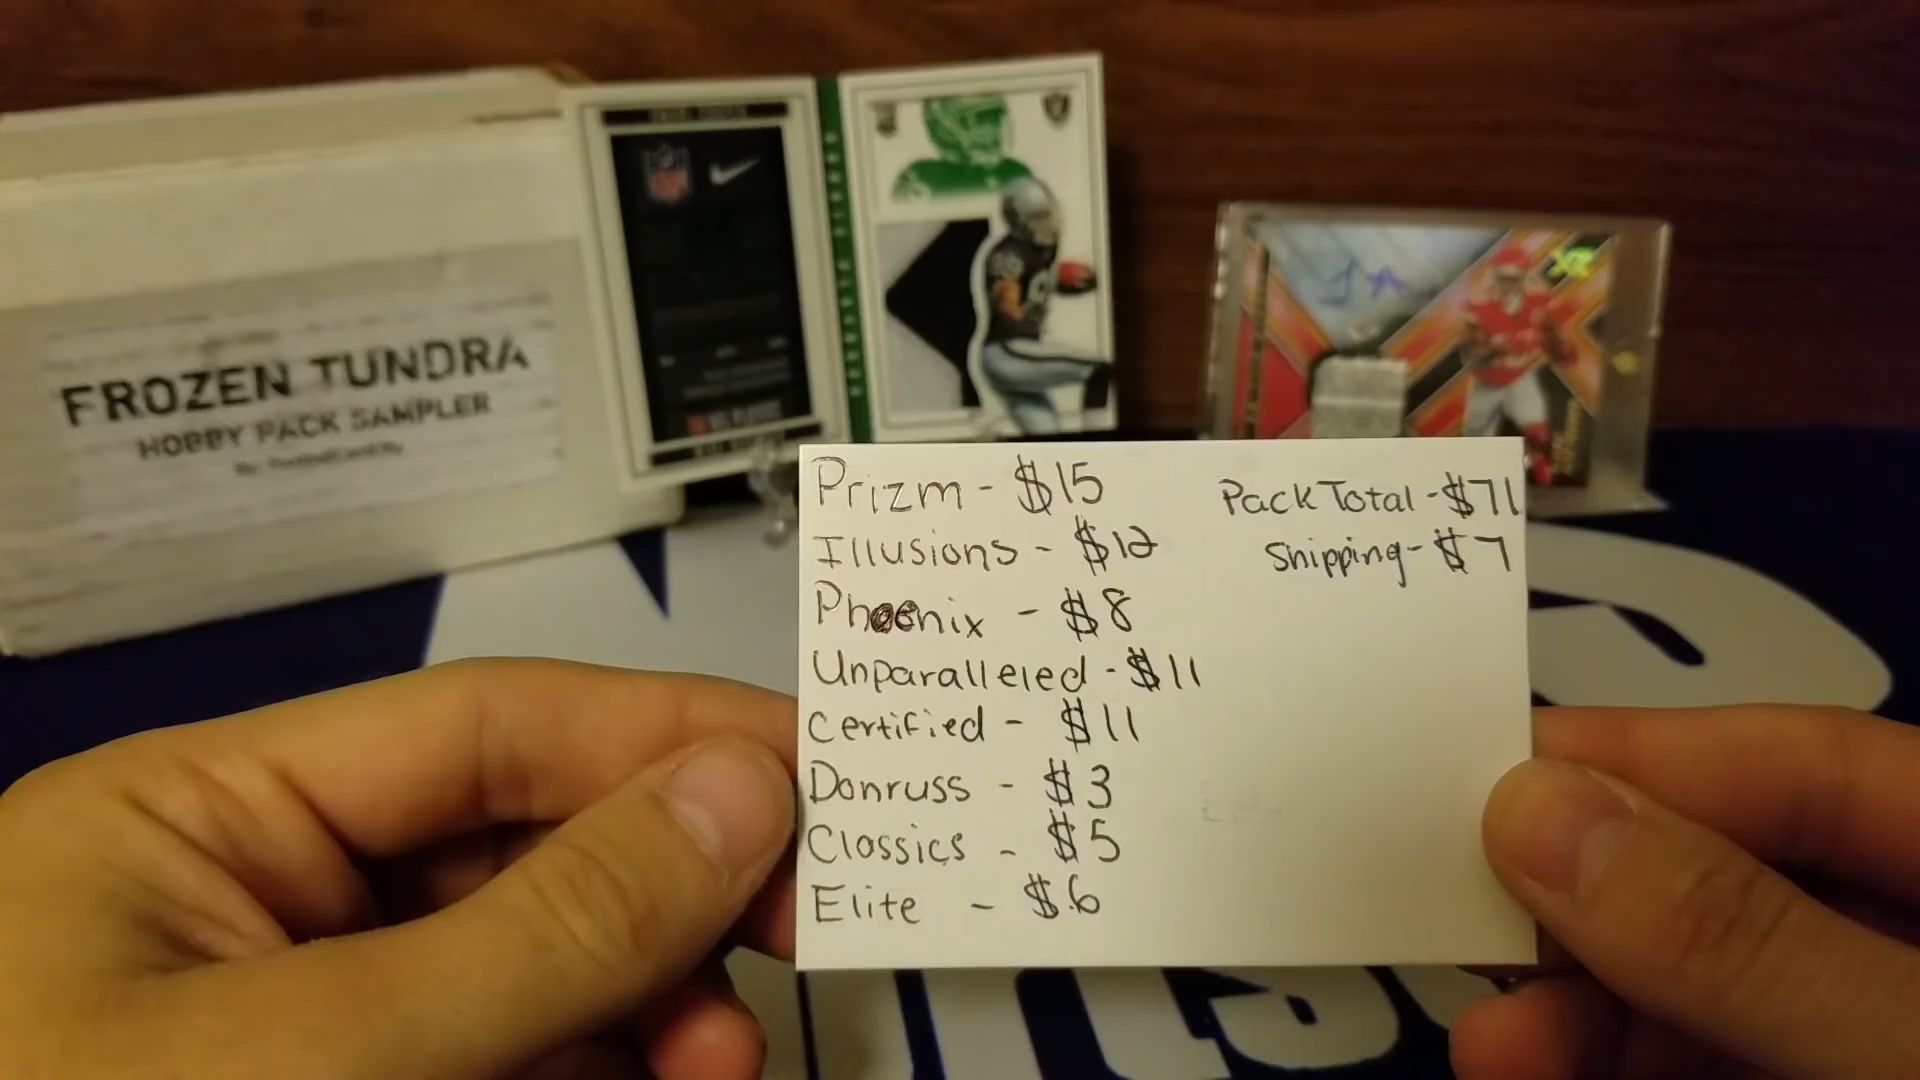 FROZEN TUNDRA
HOBBY PACK SAMPLER
NFL
Prizm - $15
Illusions - $12
Phoenix - $8
Unparalleled - $11
Certified - $11
Donruss - $3
Classics - $5
Elite - $6
Pack Total - $71
Shipping - $7